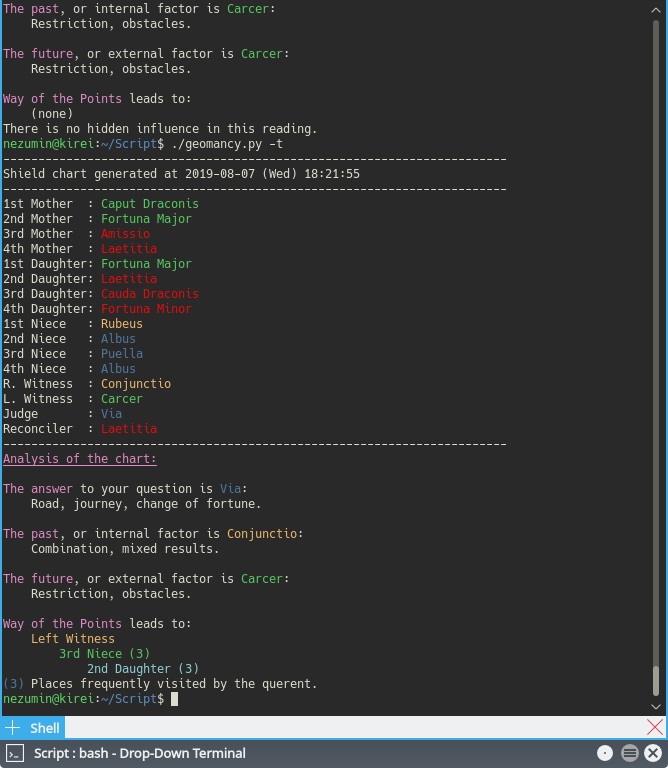 The past, or internal factor is Carcer:
    Restriction, obstacles.

The future, or external factor is Carcer:
    Restriction, obstacles.

Way of the Points leads to:
    (none)
There is no hidden influence in this reading.
nezumin@kirei:~/Script$ ./geomancy.py -t
------------------------------------------------------------------------
Shield chart generated at 2019-08-07 (Wed) 18:21:55
------------------------------------------------------------------------
1st Mother  : Caput Draconis
2nd Mother  : Fortuna Major
3rd Mother  : Amissio
4th Mother  : Laetitia
1st Daughter: Fortuna Major
2nd Daughter: Laetitia
3rd Daughter: Cauda Draconis
4th Daughter: Fortuna Minor
1st Niece   : Rubeus
2nd Niece   : Albus
3rd Niece   : Puella
4th Niece   : Albus
R. Witness  : Conjunctio
L. Witness  : Carcer
Judge       : Via
Reconciler  : Laetitia
------------------------------------------------------------------------
Analysis of the chart:

The answer to your question is Via:
    Road, journey, change of fortune.

The past, or internal factor is Conjunctio:
    Combination, mixed results.

The future, or external factor is Carcer:
    Restriction, obstacles.

Way of the Points leads to:
    Left Witness
        3rd Niece (3)
            2nd Daughter (3)
(3) Places frequently visited by the querent.
nezumin@kirei:~/Script$
Shell
Script : bash - Drop-Down Terminal